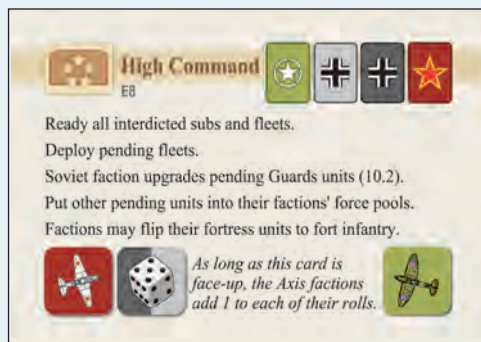 High Command
E8
Ready all interdicted subs and fleets.
Deploy pending fleets.
Soviet faction upgrades pending Guards units (10.2).
Put other pending units into their factions' force pools.
Factions may flip their fortress units to fort infantry.
As long as this card is
face-up, the Axis factions
add 1 to each of their rolls.